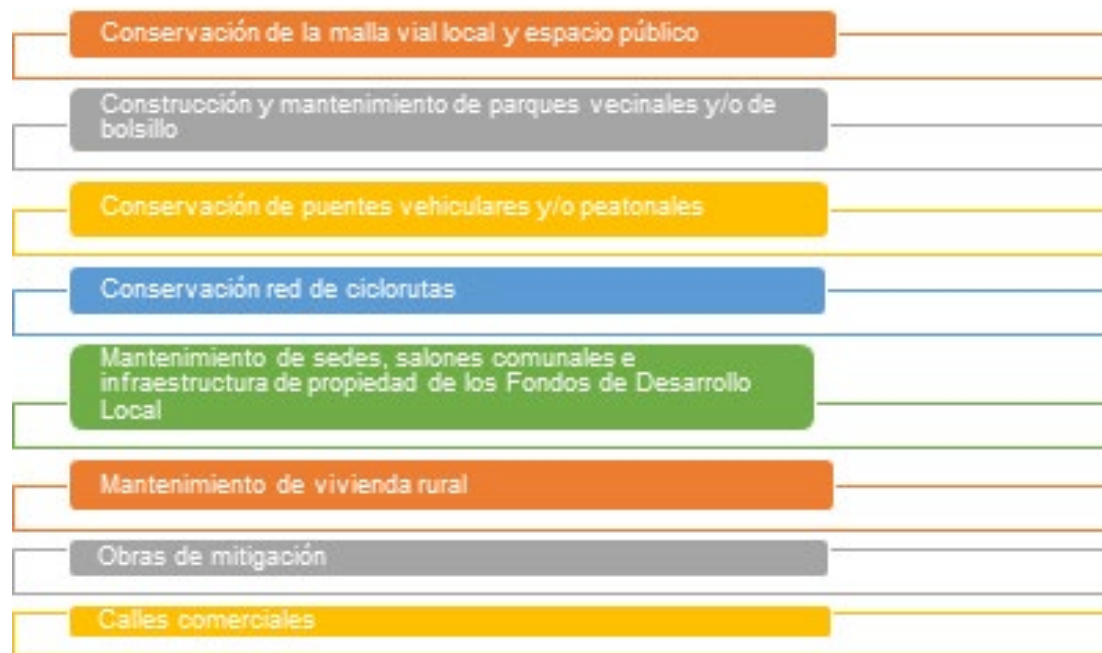 Conservación de la malla vial local y espacio público
Construcción y mantenimiento de parques vecinales y/o de
bolsillo
Conservación de puentes vehiculares y/o peatonales
Conservación red de ciclorutas
Mantenimiento de sedes, salones comunales e
infraestructura de propiedad de los Fondos de Desarrollo
Local
Mantenimiento de vivienda rural
Obras de mitigación
Calles comerciales